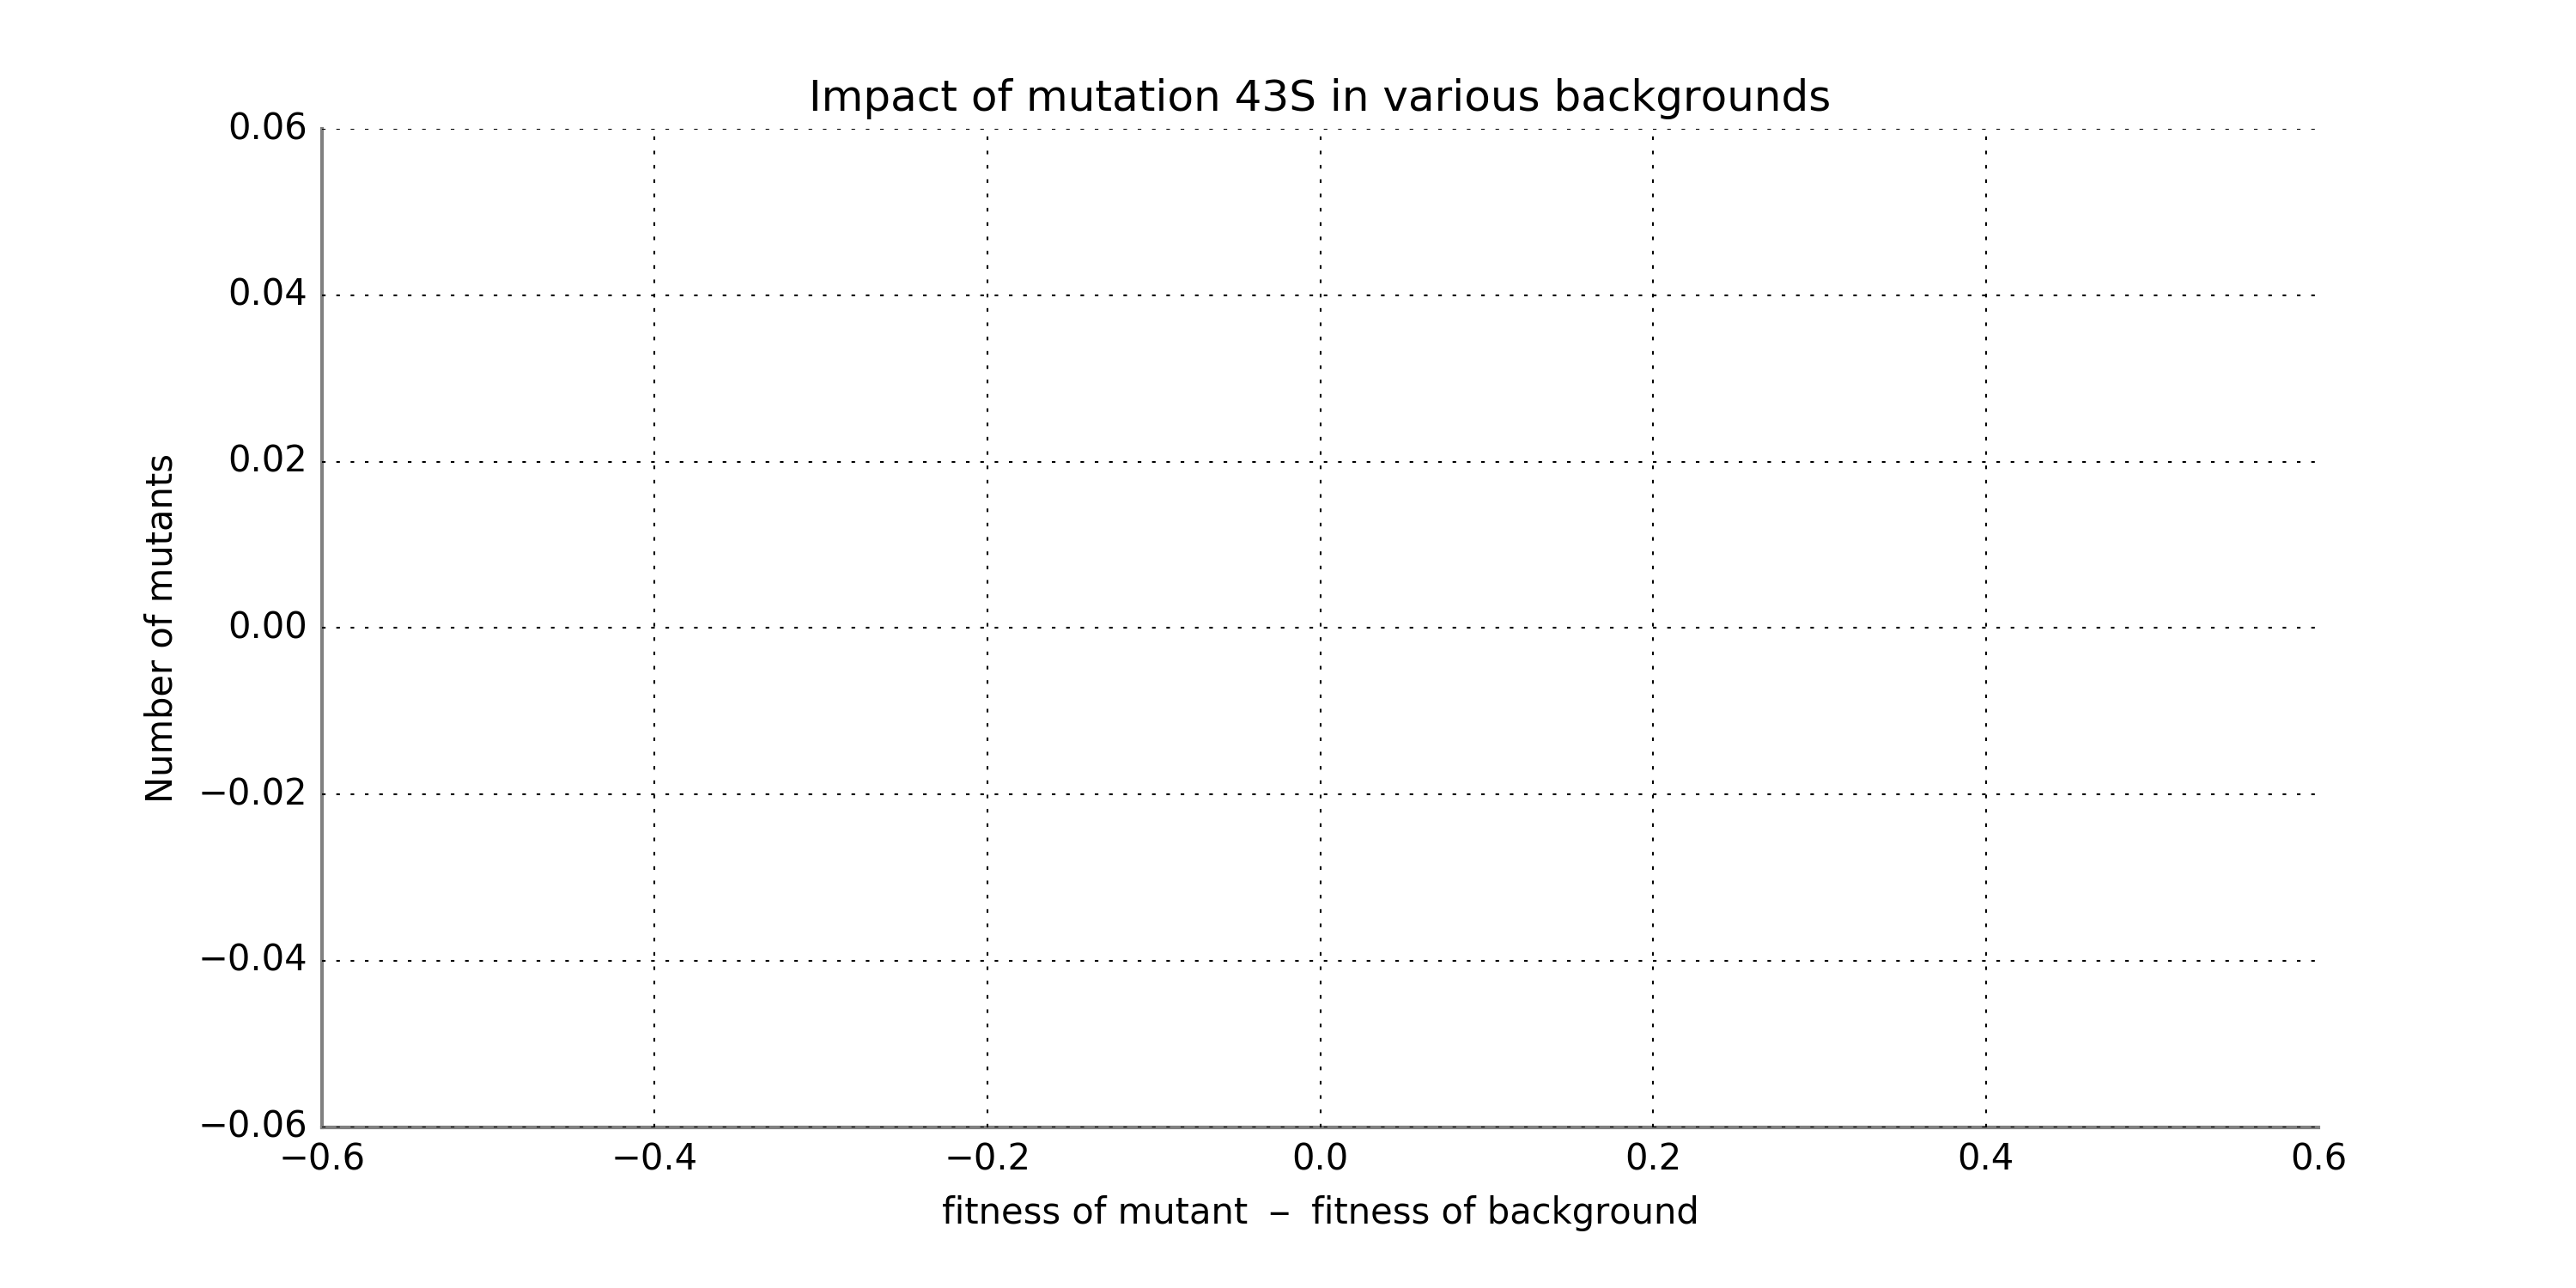 Impact of mutation 43S in various backgrounds
0.06
0.04
0.02
0.00
−0.02
−0.04
−0.06
Number of mutants
−0.6 −0.4 −0.2 0.0 0.2 0.4 0.6
fitness of mutant − fitness of background